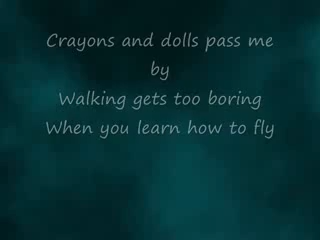 Crayons and dolls pass me
by
Walking gets too boring
When you learn how to fly